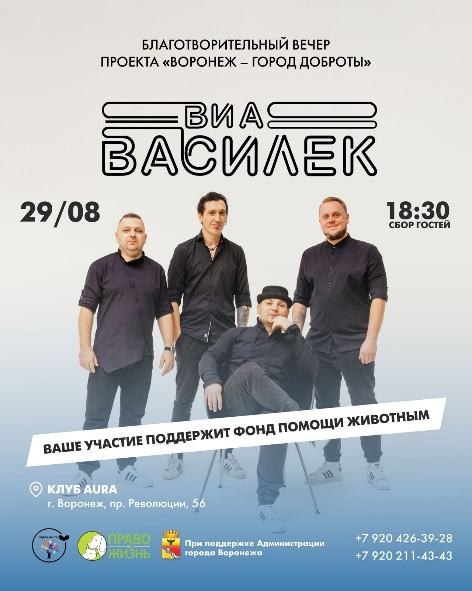 БЛАГОТВОРИТЕЛЬНЫЙ ВЕЧЕР
ПРОЕКТА «ВОРОНЕЖ – ГОРОД ДОБРОТЫ»
ВИА
ВАСИЛЕК
29/08
18:30
СБОР ГОСТЕЙ
ВАШЕ УЧАСТИЕ ПОДДЕРЖИТ ФОНД ПОМОЩИ ЖИВОТНЫМ
КЛУБ AURA
г. Воронеж, пр. Революции, 56
ПРАВО
НА
ЖИЗНЬ
При поддержке Администрации
города Воронежа
+7 920 426-39-28
+7 920 211-43-43